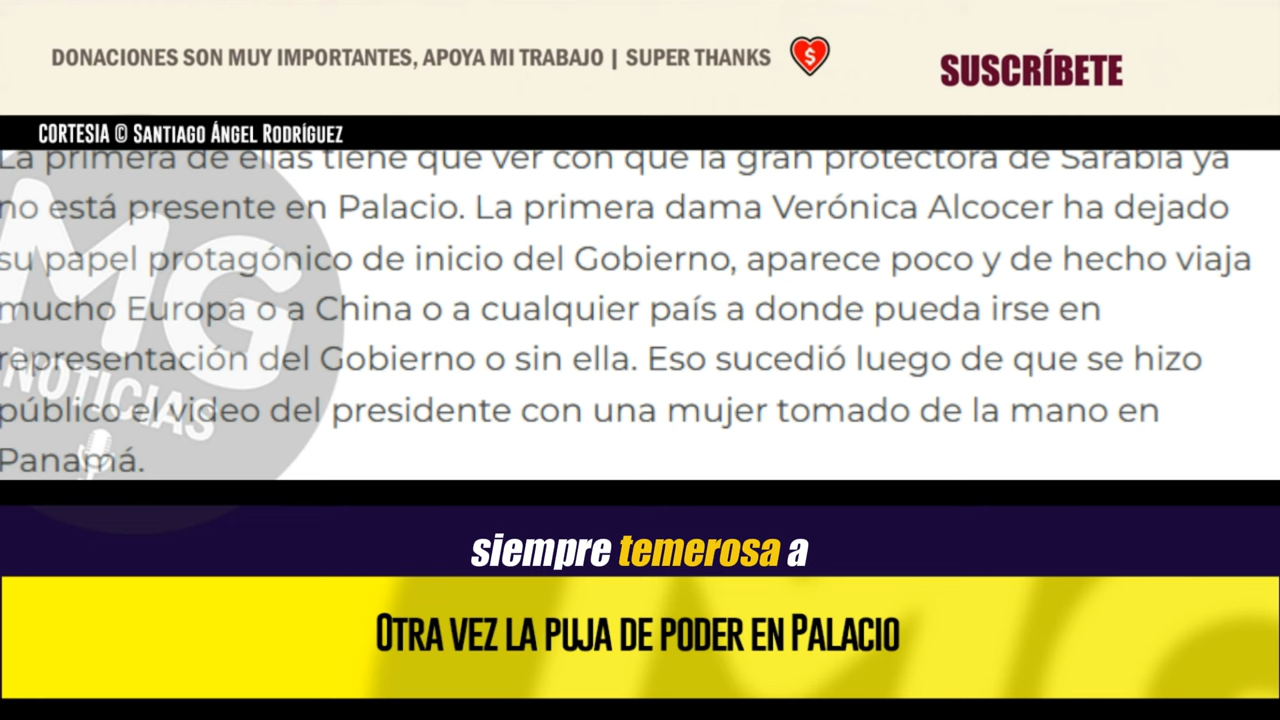 DONACIONES SON MUY IMPORTANTES, APOYA MI TRABAJO | SUPER THANKS $
SUSCRÍBETE
CORTESIA © SANTIAGO ÁNGEL RODRÍGUEZ
La primera de ellas tiene que ver con que la gran protectora de Sarabia ya
no está presente en Palacio. La primera dama Verónica Alcocer ha dejado
su papel protagónico de inicio del Gobierno, aparece poco y de hecho viaja
mucho Europa o a China o a cualquier país a donde pueda irse en
representación del Gobierno o sin ella. Eso sucedió luego de que se hizo
público el video del presidente con una mujer tomado de la mano en
Panamá.
MG
NOTICIAS
siempre temerosa a
OTRA VEZ LA PUJA DE PODER EN PALACIO